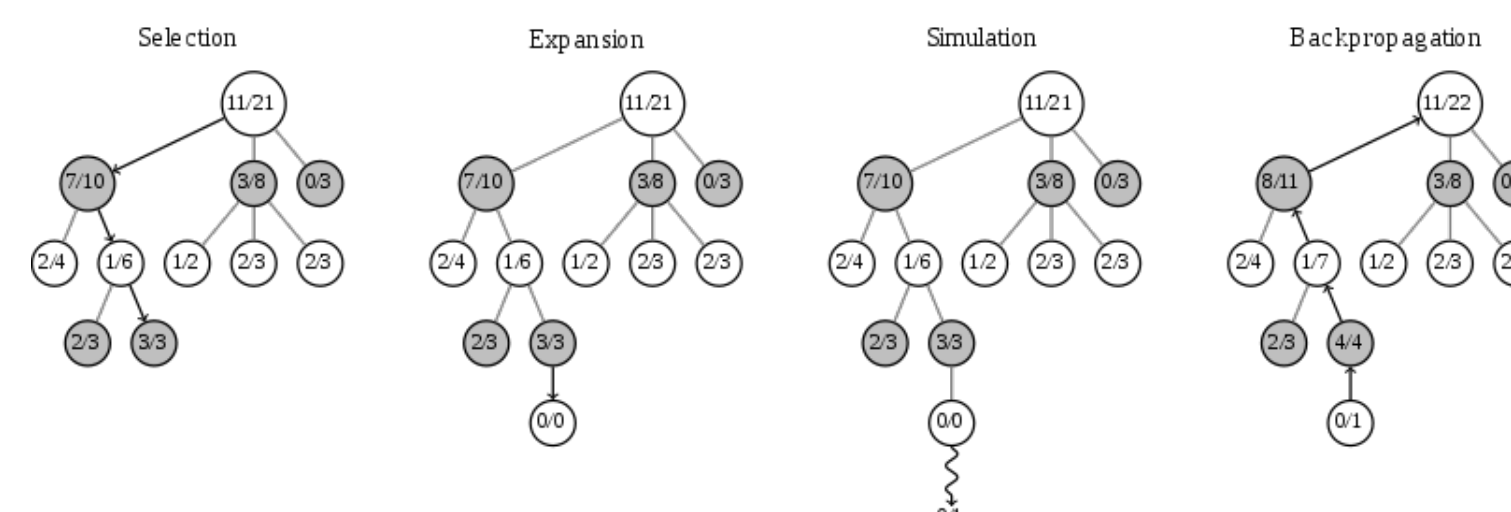 Selection Expansion Simulation Backpropagation
11/21 11/21 11/21 11/22
7/10 3/8 0/3 7/10 3/8 0/3 7/10 3/8 0/3 8/11 3/8
2/4 1/6 1/2 2/3 2/3 2/4 1/6 1/2 2/3 2/3 2/4 1/6 1/2 2/3 2/3 2/4 1/7 1/2 2/3
2/3 3/3 2/3 3/3 2/3 3/3 2/3 4/4
0/0 0/0 0/1